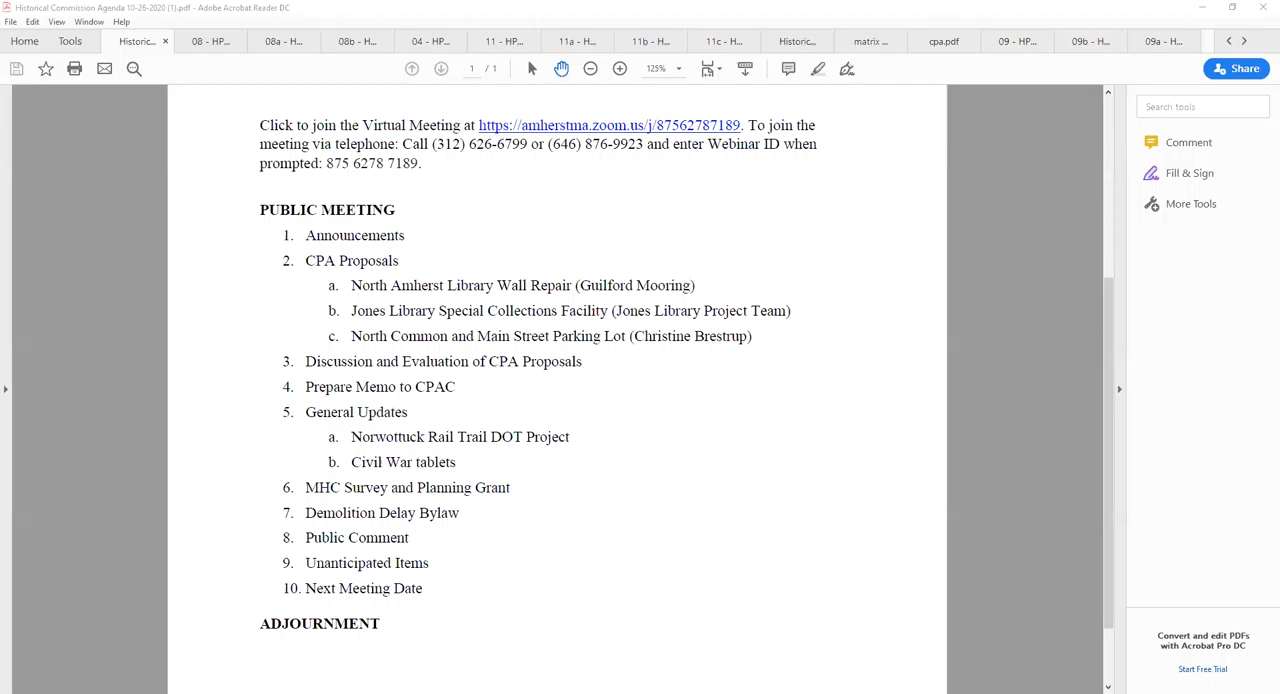 Historical Commission Agenda 10-26-2020 (1).pdf - Adobe Acrobat Reader DC
File Edit View Window Help
Home Tools Historic... × 08 - HP... 08a - H... 08b - H... 04 - HP... 11 - HP... 11a - H... 11b - H... 11c - H... Historic... matrix ... cpa.pdf 09 - HP... 09b - H... 09a - H...
1 / 1 125% Share
Click to join the Virtual Meeting at https://amherstma.zoom.us/j/87562787189. To join the
meeting via telephone: Call (312) 626-6799 or (646) 876-9923 and enter Webinar ID when
prompted: 875 6278 7189.
PUBLIC MEETING
1. Announcements
2. CPA Proposals
a. North Amherst Library Wall Repair (Guilford Mooring)
b. Jones Library Special Collections Facility (Jones Library Project Team)
c. North Common and Main Street Parking Lot (Christine Brestrup)
3. Discussion and Evaluation of CPA Proposals
4. Prepare Memo to CPAC
5. General Updates
a. Norwottuck Rail Trail DOT Project
b. Civil War tablets
6. MHC Survey and Planning Grant
7. Demolition Delay Bylaw
8. Public Comment
9. Unanticipated Items
10. Next Meeting Date
ADJOURNMENT
Search tools
Comment
Fill & Sign
More Tools
Convert and edit PDFs
with Acrobat Pro DC
Start Free Trial